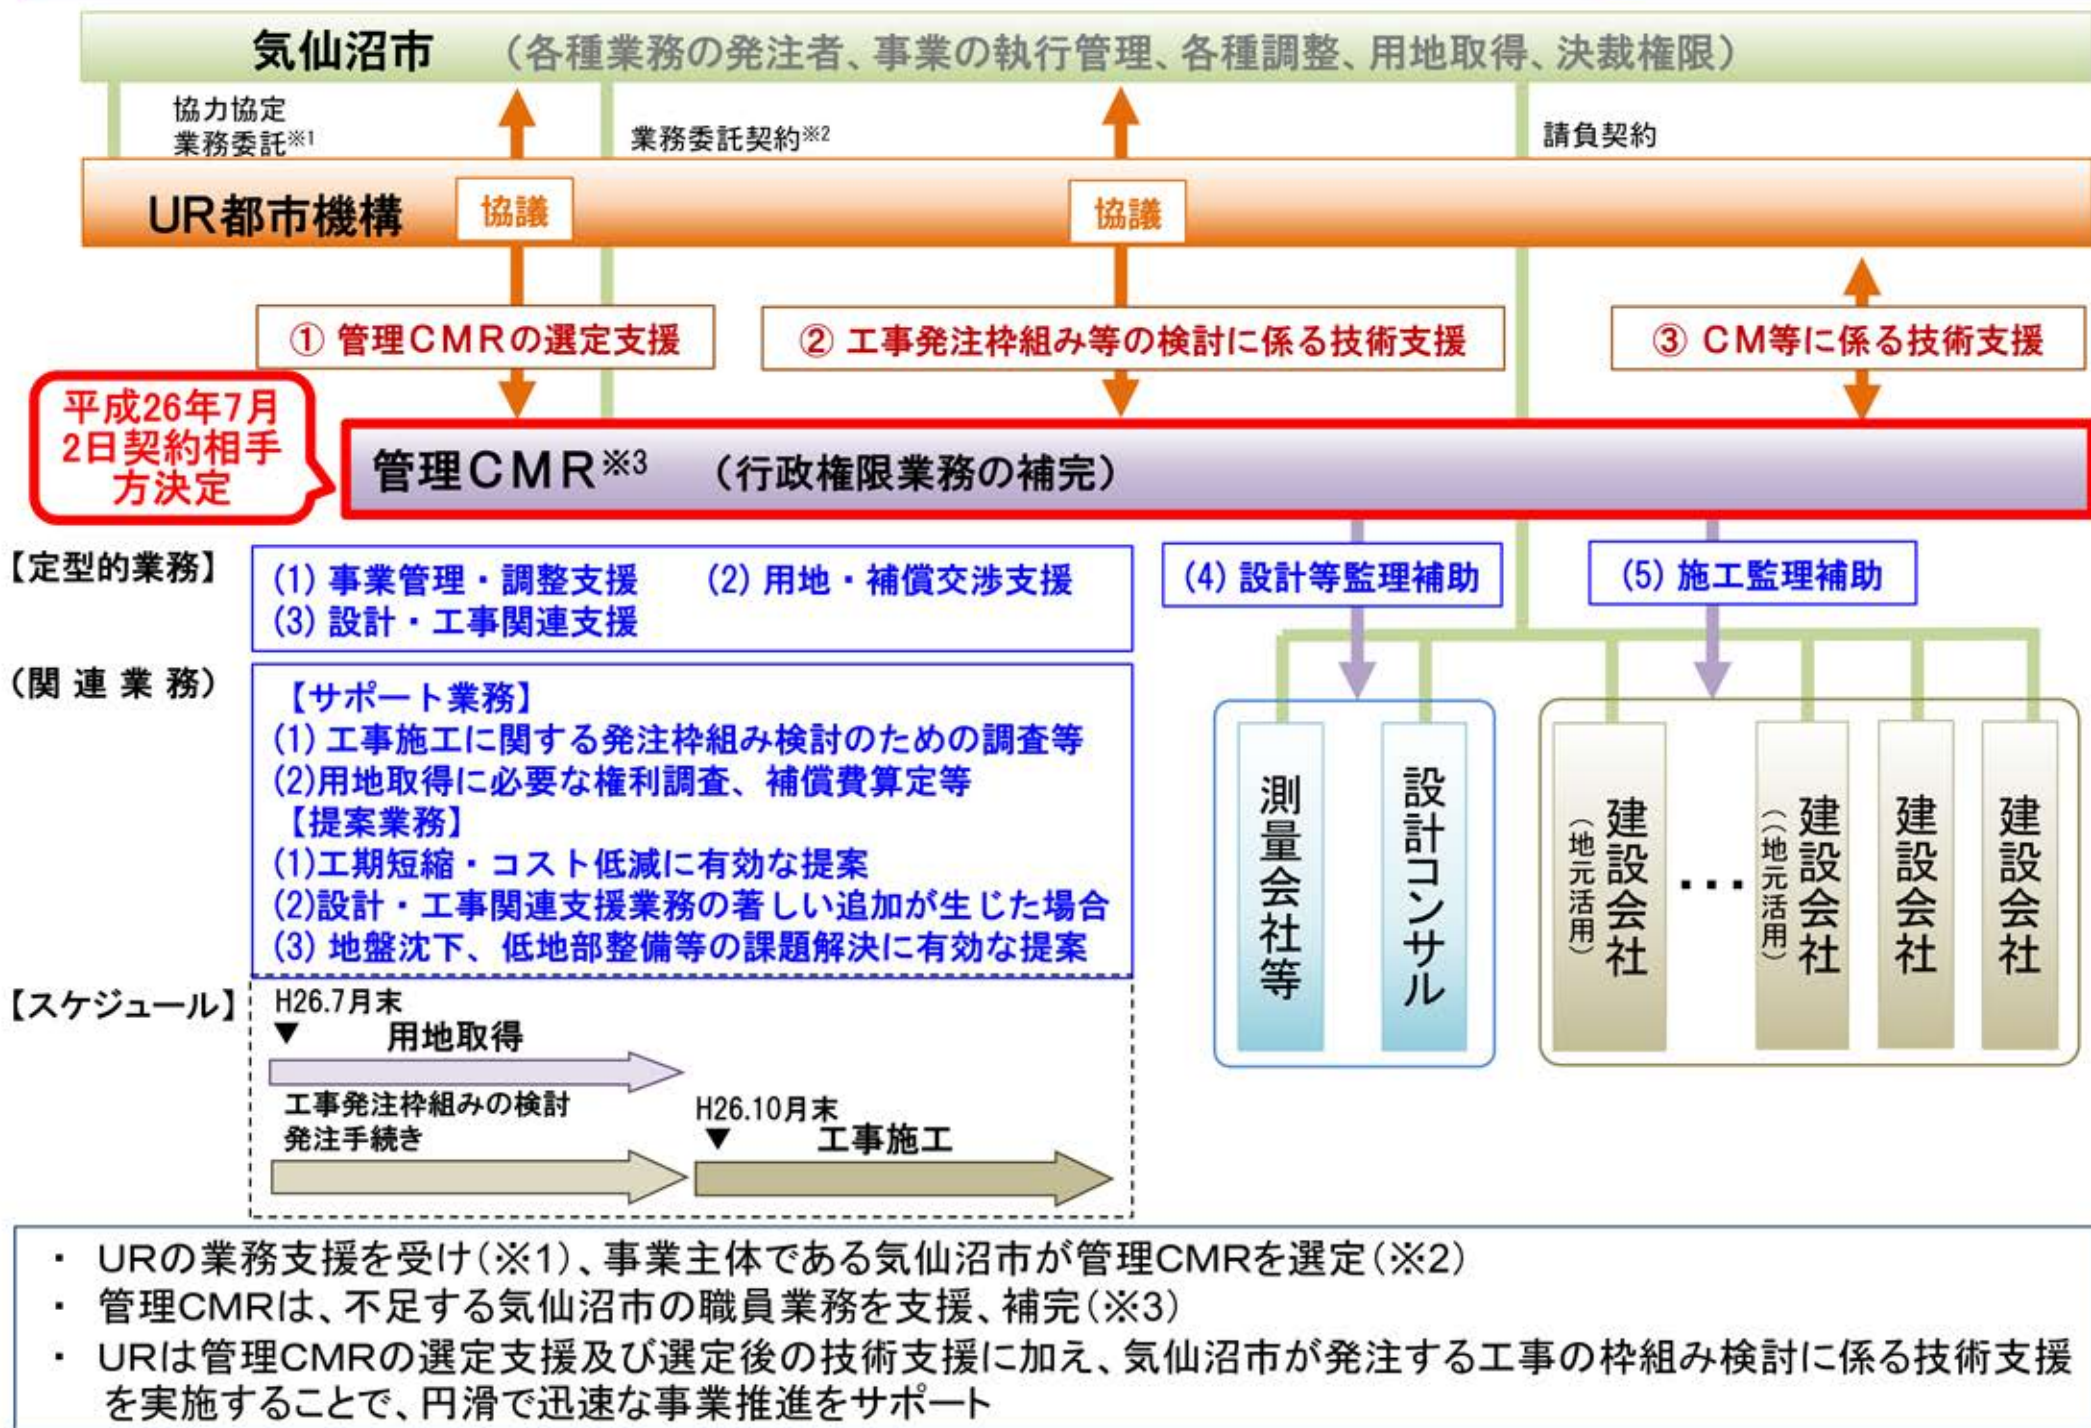 気仙沼市 （各種業務の発注者、事業の執行管理、各種調整、用地取得、決裁権限）
協力協定
業務委託※1
業務委託契約※2
請負契約
UR都市機構
協議
協議
① 管理CMRの選定支援
② 工事発注枠組み等の検討に係る技術支援
③ CM等に係る技術支援
平成26年7月
2日契約相手
方決定
管理CMR※3 （行政権限業務の補完）
【定型的業務】
(1) 事業管理・調整支援 (2) 用地・補償交渉支援
(3) 設計・工事関連支援
(4) 設計等監理補助
(5) 施工監理補助
（関連業務）
【サポート業務】
(1) 工事施工に関する発注枠組み検討のための調査等
(2)用地取得に必要な権利調査、補償費算定等
【提案業務】
(1)工期短縮・コスト低減に有効な提案
(2)設計・工事関連支援業務の著しい追加が生じた場合
(3) 地盤沈下、低地部整備等の課題解決に有効な提案
測量会社等
設計コンサル
建設会社
（地元活用）
･･･
建設会社
（（地元活用）
建設会社
建設会社
【スケジュール】
H26.7月末
▼ 用地取得
工事発注枠組みの検討
発注手続き
H26.10月末
▼ 工事施工
・ URの業務支援を受け（※1）、事業主体である気仙沼市が管理CMRを選定（※2）
・ 管理CMRは、不足する気仙沼市の職員業務を支援、補完（※3）
・ URは管理CMRの選定支援及び選定後の技術支援に加え、気仙沼市が発注する工事の枠組み検討に係る技術支援
を実施することで、円滑で迅速な事業推進をサポート